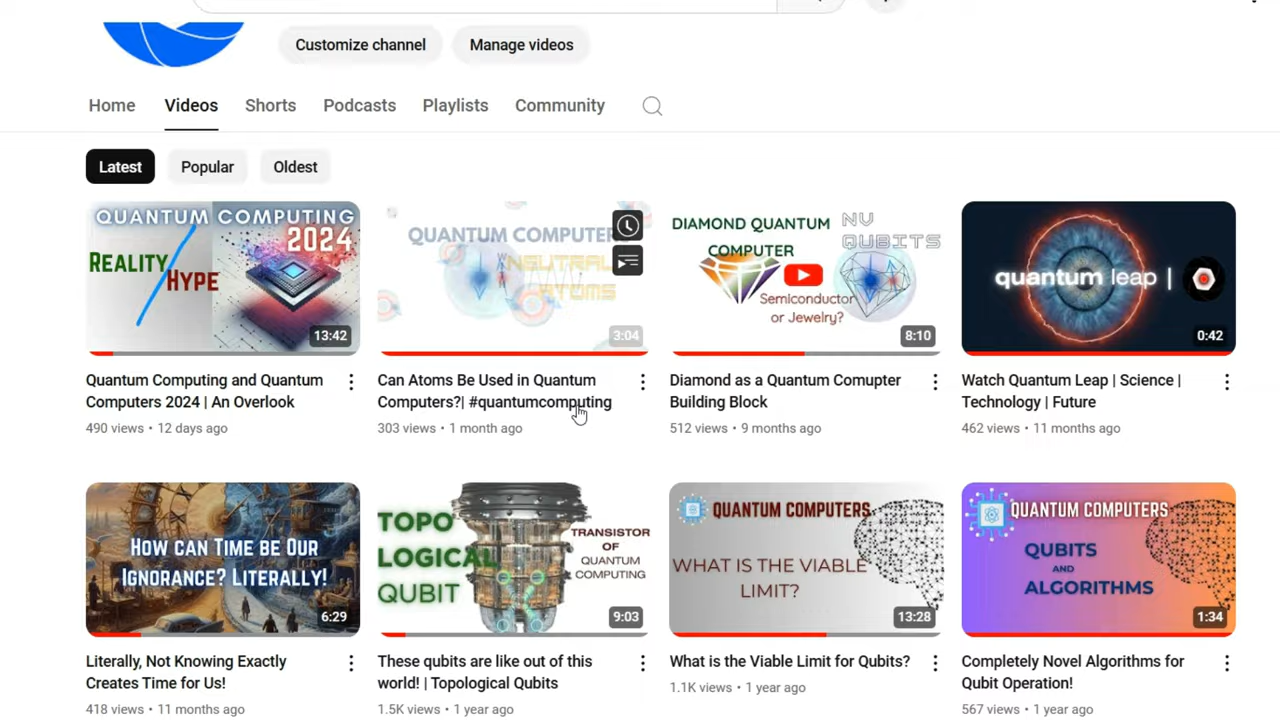 Customize channel
Manage videos
Home
Videos
Shorts
Podcasts
Playlists
Community
Latest
Popular
Oldest
QUANTUM COMPUTING
2024
REALITY
HYPE
13:42
Quantum Computing and Quantum
Computers 2024 | An Overlook
490 views • 12 days ago
QUANTUM COMPUTER
NEUTRAL
ATOMS
3:04
Can Atoms Be Used in Quantum
Computers?| #quantumcomputing
303 views • 1 month ago
DIAMOND QUANTUM
COMPUTER
NV
QUBITS
Semiconductor
or Jewelry?
8:10
Diamond as a Quantum Comupter
Building Block
512 views • 9 months ago
quantum leap |
0:42
Watch Quantum Leap | Science |
Technology | Future
462 views • 11 months ago
HOW CAN TIME BE OUR
IGNORANCE? LITERALLY!
6:29
Literally, Not Knowing Exactly
Creates Time for Us!
418 views • 11 months ago
TOPO
LOGICAL
QUBIT
TRANSISTOR
OF
QUANTUM
COMPUTING
9:03
These qubits are like out of this
world! | Topological Qubits
1.5K views • 1 year ago
QUANTUM COMPUTERS
WHAT IS THE VIABLE
LIMIT?
13:28
What is the Viable Limit for Qubits?
1.1K views • 1 year ago
QUANTUM COMPUTERS
QUBITS
AND
ALGORITHMS
1:34
Completely Novel Algorithms for
Qubit Operation!
567 views • 1 year ago